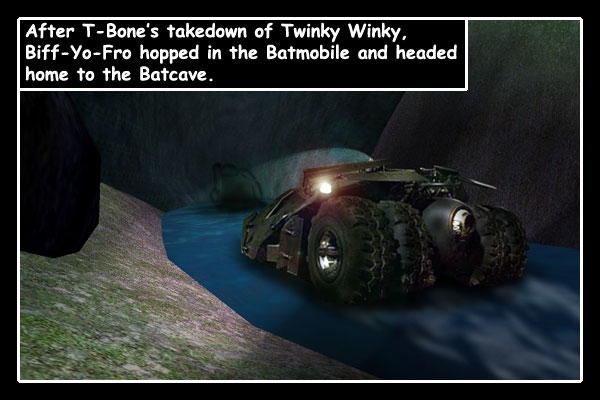 After T-Bone's takedown of Twinky Winky,
Biff-Yo-Fro hopped in the Batmobile and headed
home to the Batcave.